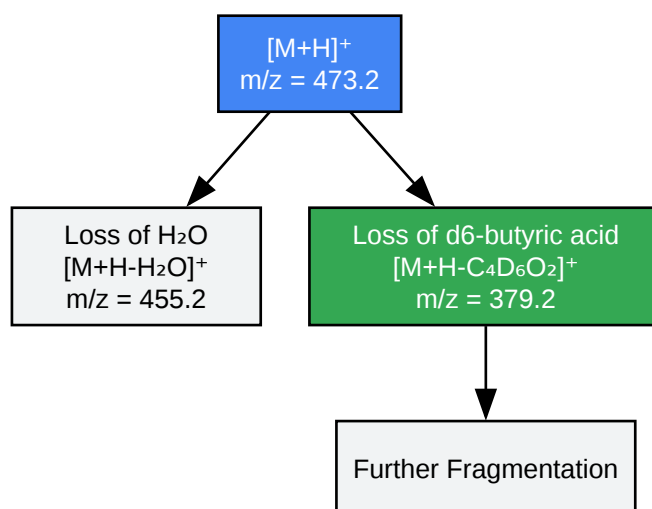 [M+H]⁺
m/z = 473.2
Loss of H₂O
[M+H-H₂O]⁺
m/z = 455.2
Loss of d6-butyric acid
[M+H-C₄D₆O₂]⁺
m/z = 379.2
Further Fragmentation